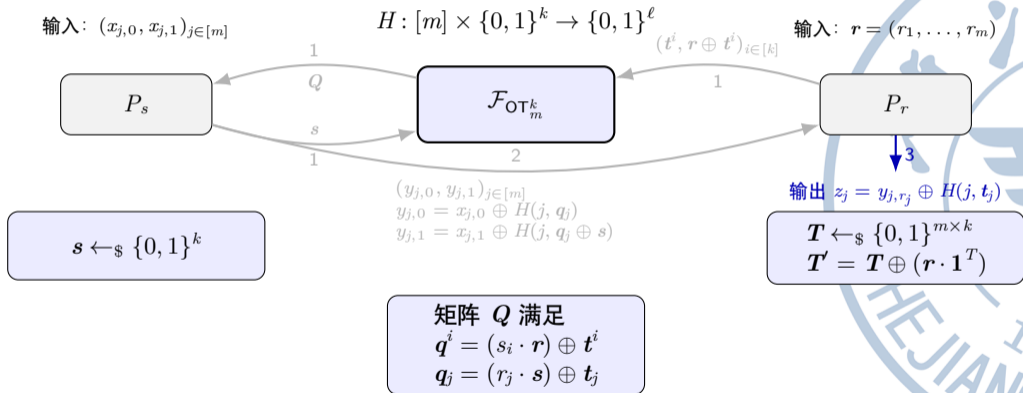 输入：(x_{j,0}, x_{j,1})_{j∈[m]}
H: [m] × {0, 1}^k → {0, 1}^ℓ
输入：r = (r_1, . . . , r_m)
1
(t^i, r ⊕ t^i)_{i∈[k]}
Q
1
P_s
F_{OT^k_m}
P_r
s
1
2
3
输出 z_j = y_{j,r_j} ⊕ H(j, t_j)
(y_{j,0}, y_{j,1})_{j∈[m]}
y_{j,0} = x_{j,0} ⊕ H(j, q_j)
y_{j,1} = x_{j,1} ⊕ H(j, q_j ⊕ s)
s ←_$ {0, 1}^k
T ←_$ {0, 1}^{m×k}
T' = T ⊕ (r · 1^T)
矩阵 Q 满足
q^i = (s_i · r) ⊕ t^i
q_j = (r_j · s) ⊕ t_j
HEJIAN